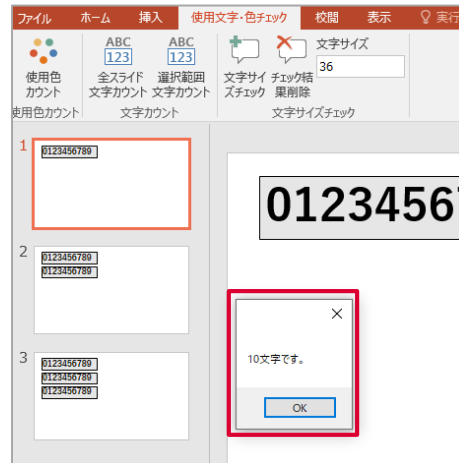 ファイル ホーム 挿入 使用文字・色チェック 校閲 表示 実行
ABC ABC 文字サイズ
123 123 36
使用色 全スライド 選択範囲 文字サイ チェック結
カウント 文字カウント 文字カウント ズチェック 果削除
使用色カウント 文字カウント 文字サイズチェック
1
0123456789
2
0123456789
0123456789
3
0123456789
0123456789
0123456789
0123456
10文字です。
OK